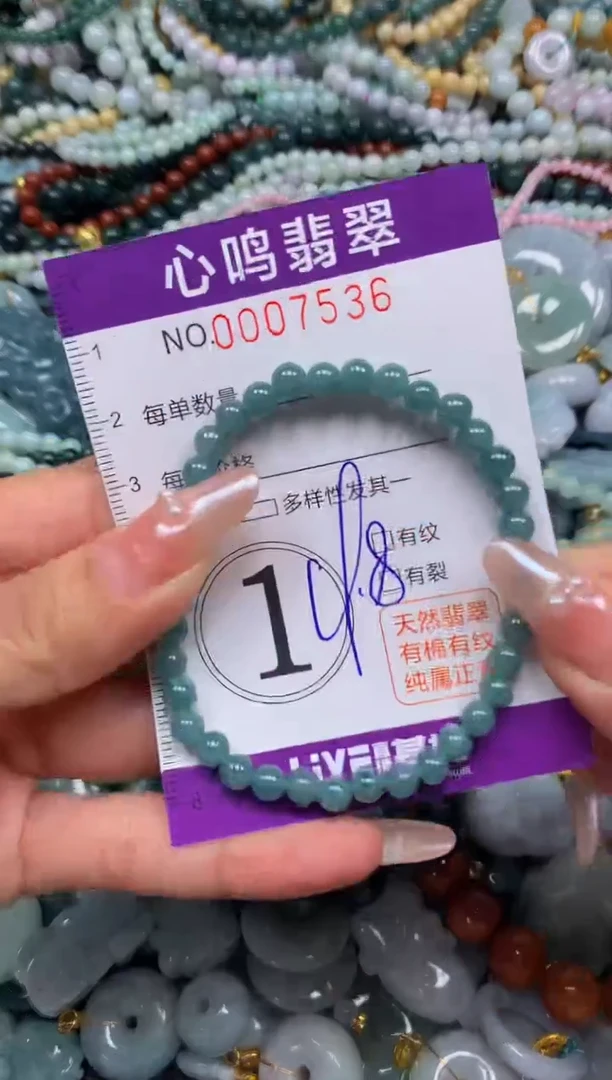 心鸣翡翠
NO.0007536
1
2 每单数量
3 每
多样性发其一
有纹
有裂
1
天然翡翠
有棉有纹
纯属正